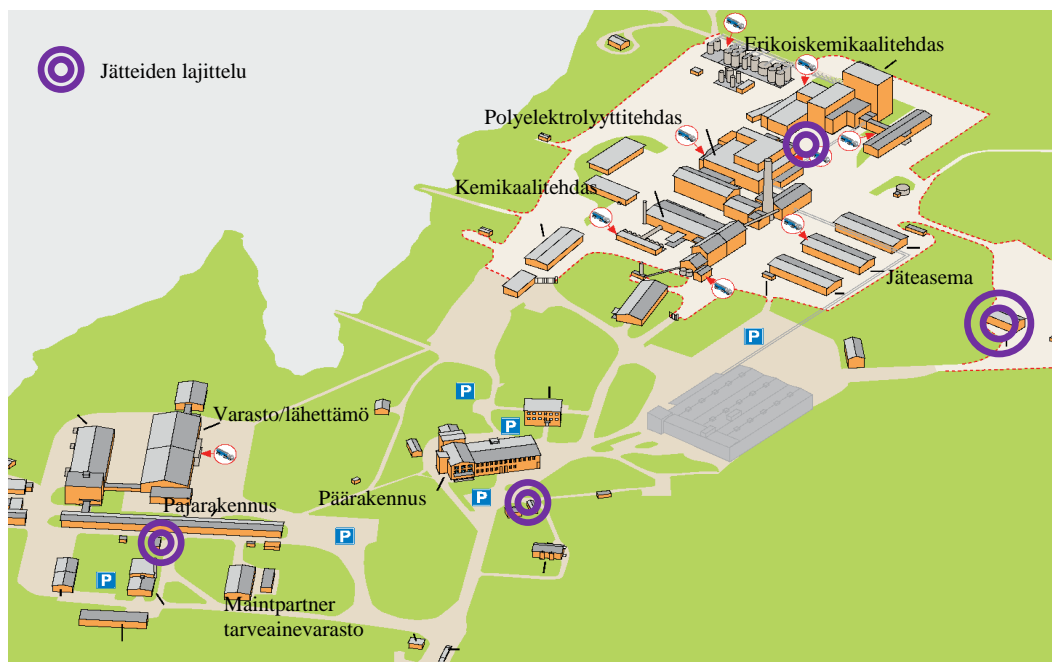 Erikoiskemikaalitehdas
Jätteiden lajittelu
Polyelektrolyyttitehdas
Kemikaalitehdas
Jäteasema
P
P
Varasto/lähettämö
P
Päärakennus
P
Pajarakennus
P
P
Maintpartner
tarveainevarasto